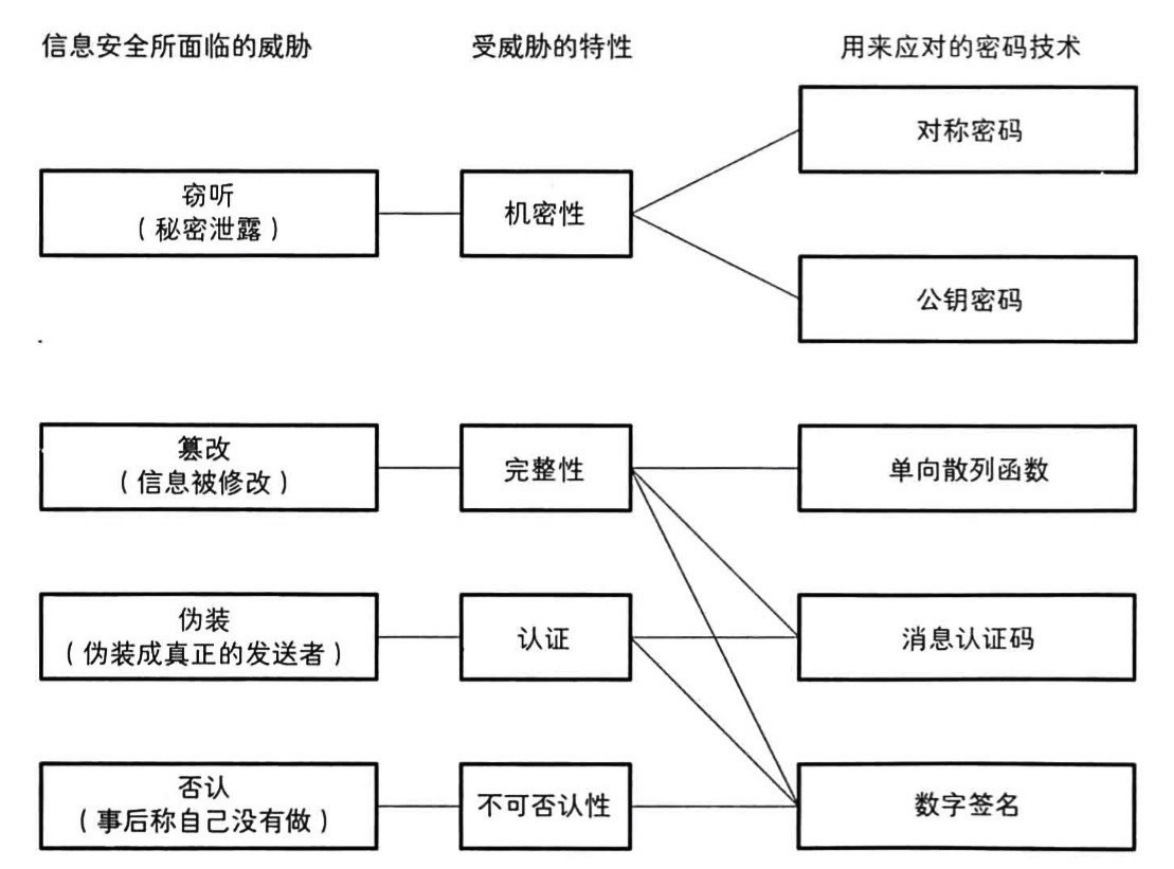 信息安全所面临的威胁
受威胁的特性
用来应对的密码技术
对称密码
窃听
（秘密泄露）
机密性
公钥密码
篡改
（信息被修改）
完整性
单向散列函数
伪装
（伪装成真正的发送者）
认证
消息认证码
否认
（事后称自己没有做）
不可否认性
数字签名